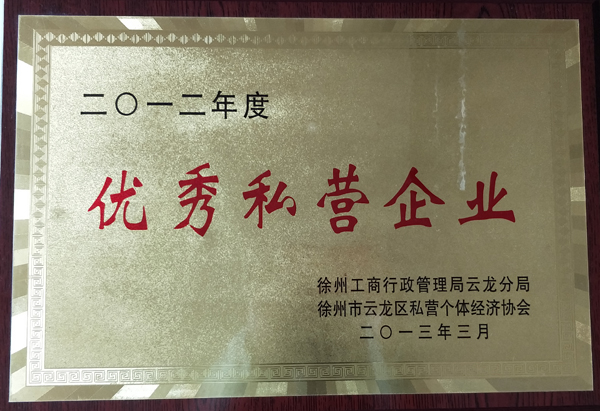 二〇一二年度
优秀私营企业
徐州工商行政管理局云龙分局
徐州市云龙区私营个体经济协会
二〇一三年三月